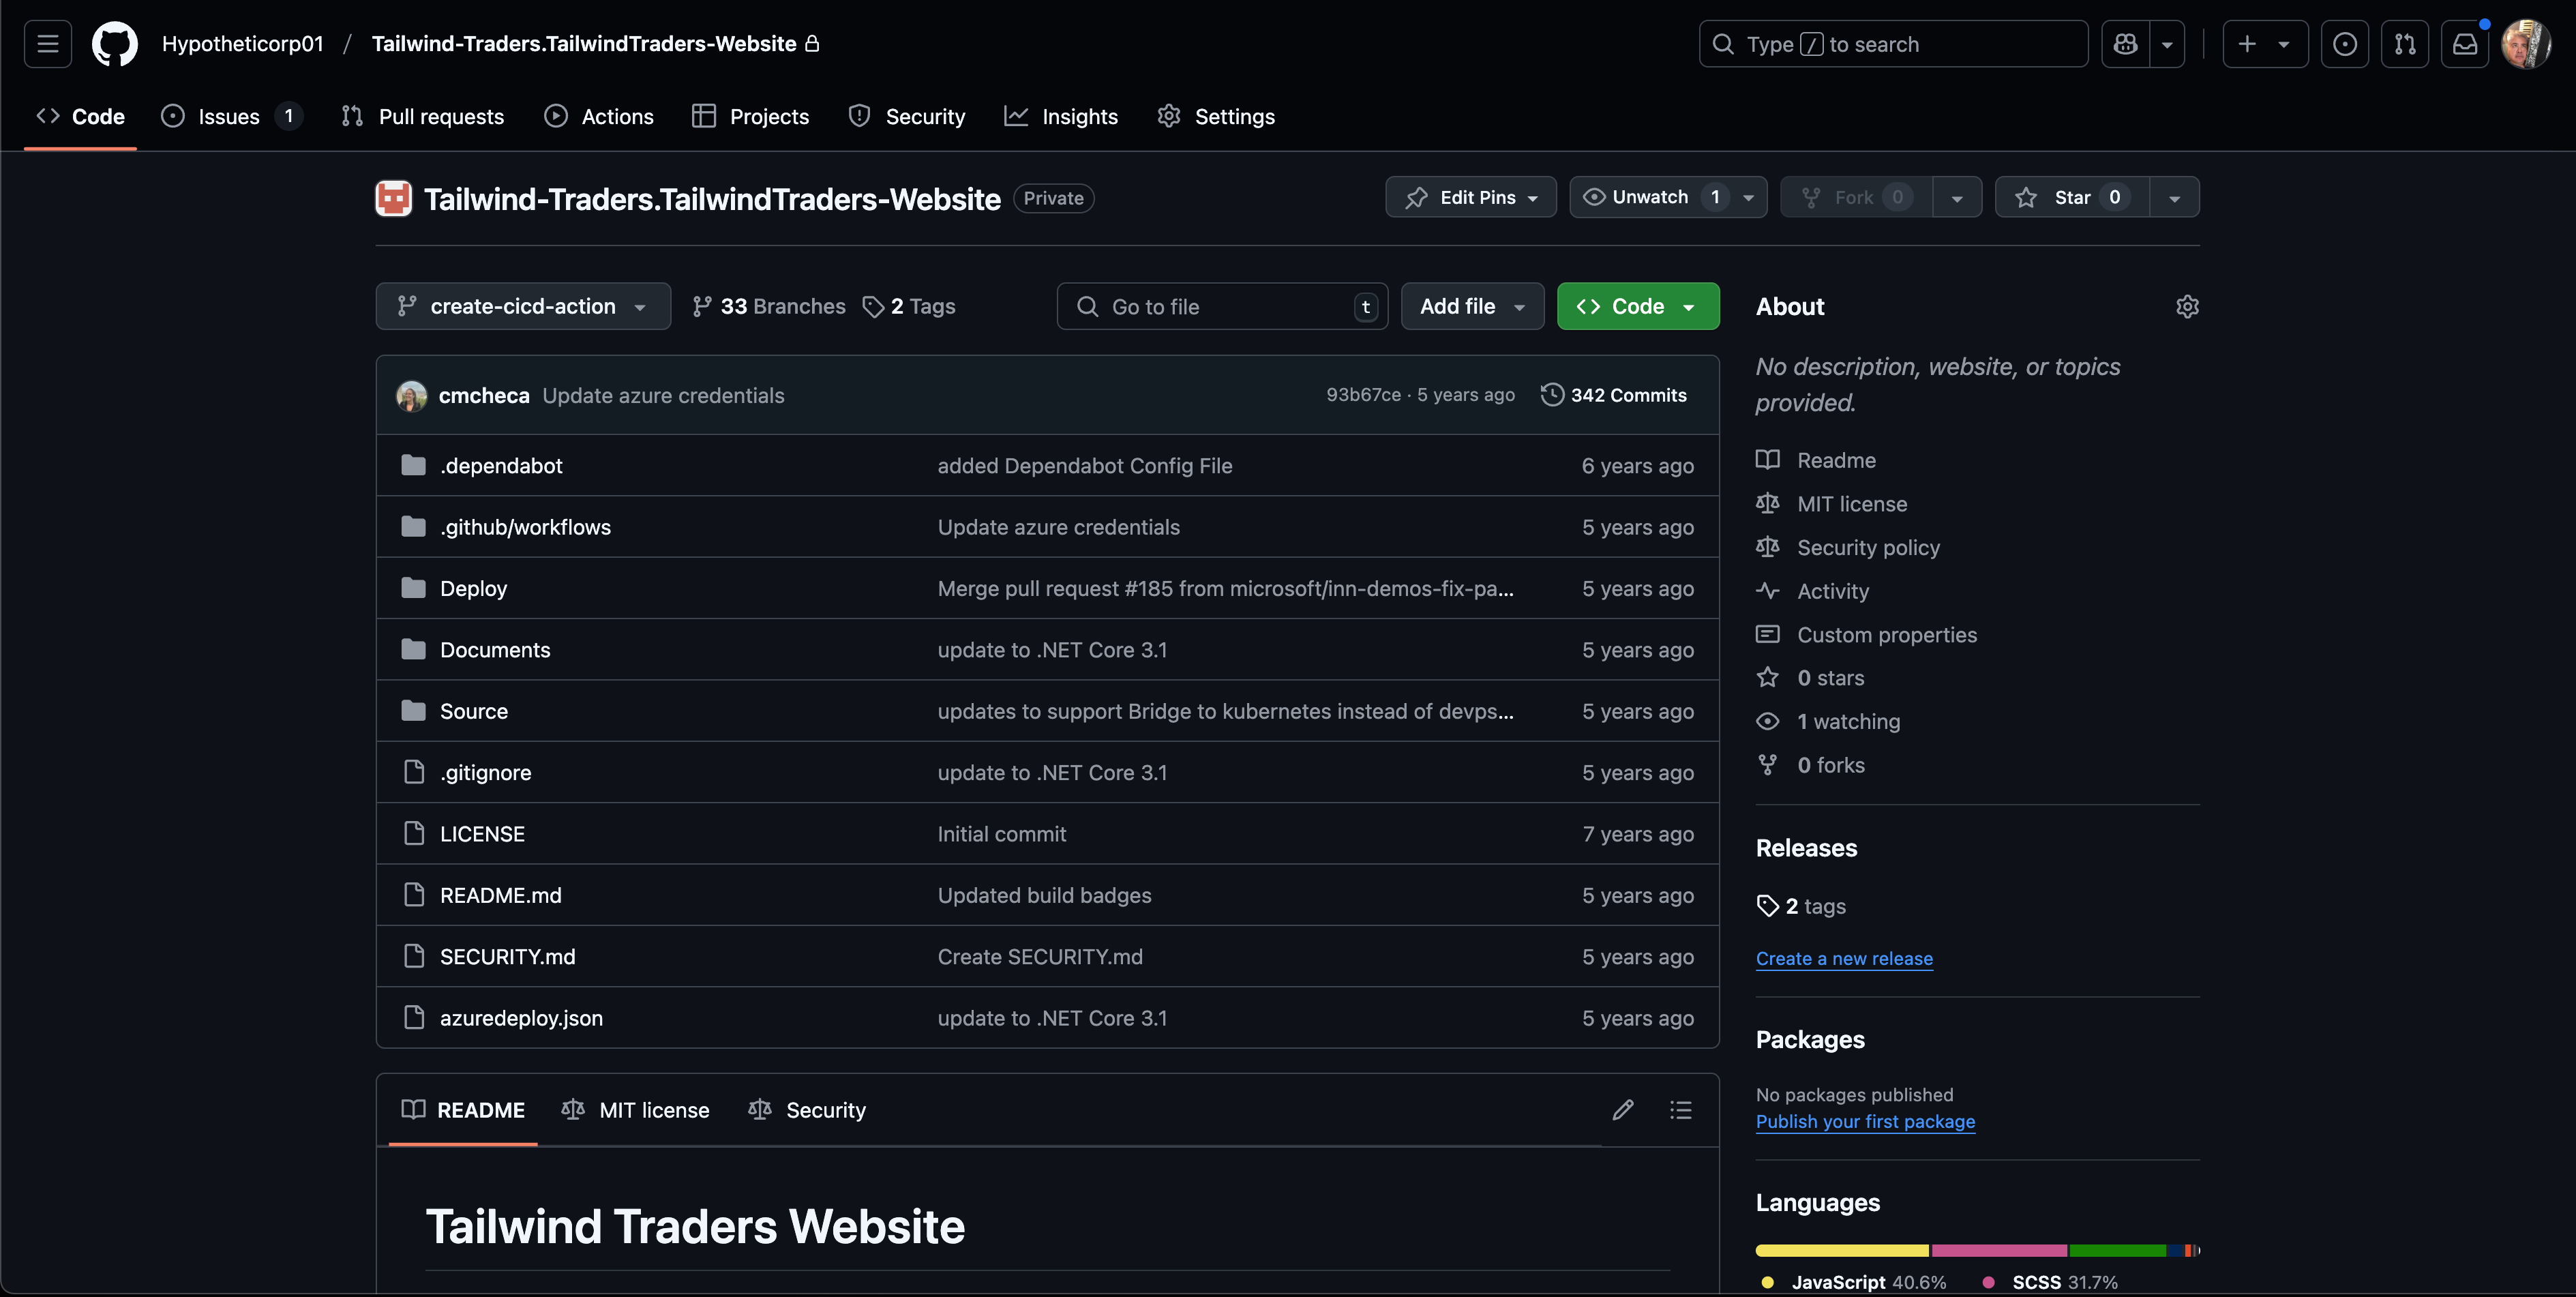 Hypotheticorp01 / Tailwind-Traders.TailwindTraders-Website
Type / to search
Code
Issues 1
Pull requests
Actions
Projects
Security
Insights
Settings
Tailwind-Traders.TailwindTraders-Website Private
Edit Pins
Unwatch 1
Fork 0
Star 0
create-cicd-action
33 Branches
2 Tags
Go to file t
Add file
Code
cmcheca Update azure credentials 93b67ce · 5 years ago 342 Commits
.dependabot added Dependabot Config File 6 years ago
.github/workflows Update azure credentials 5 years ago
Deploy Merge pull request #185 from microsoft/inn-demos-fix-pa... 5 years ago
Documents update to .NET Core 3.1 5 years ago
Source updates to support Bridge to kubernetes instead of devps... 5 years ago
.gitignore update to .NET Core 3.1 5 years ago
LICENSE Initial commit 7 years ago
README.md Updated build badges 5 years ago
SECURITY.md Create SECURITY.md 5 years ago
azuredeploy.json update to .NET Core 3.1 5 years ago
README
MIT license
Security
Tailwind Traders Website
About
No description, website, or topics
provided.
Readme
MIT license
Security policy
Activity
Custom properties
0 stars
1 watching
0 forks
Releases
2 tags
Create a new release
Packages
No packages published
Publish your first package
Languages
JavaScript 40.6% SCSS 31.7%